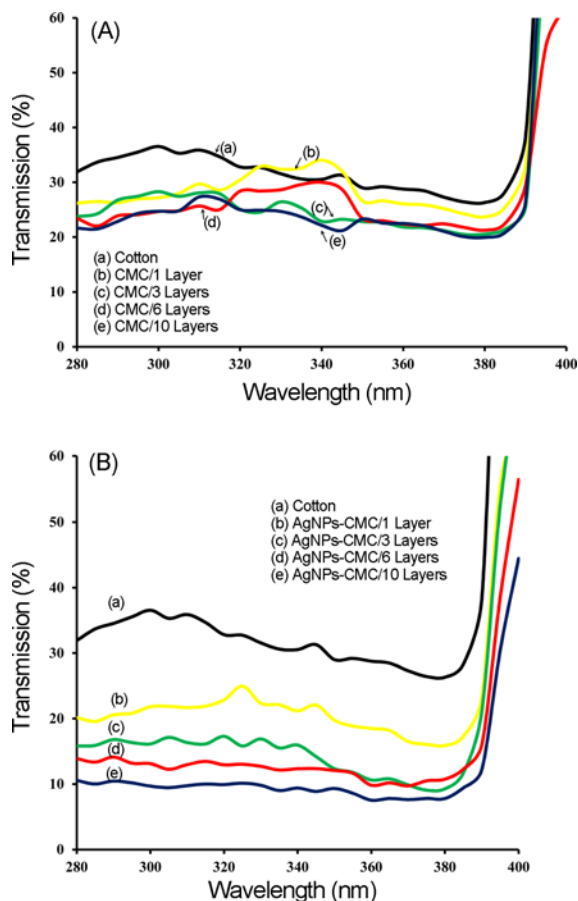 (A)
Transmission (%)
60
50
40
30
20
10
0
(a)
(b)
(c)
(d)
(e)
(a) Cotton
(b) CMC/1 Layer
(c) CMC/3 Layers
(d) CMC/6 Layers
(e) CMC/10 Layers
280 300 320 340 360 380 400
Wavelength (nm)
(B)
Transmission (%)
60
50
40
30
20
10
0
(a) Cotton
(b) AgNPs-CMC/1 Layer
(c) AgNPs-CMC/3 Layers
(d) AgNPs-CMC/6 Layers
(e) AgNPs-CMC/10 Layers
(a)
(b)
(c)
(d)
(e)
280 300 320 340 360 380 400
Wavelength (nm)